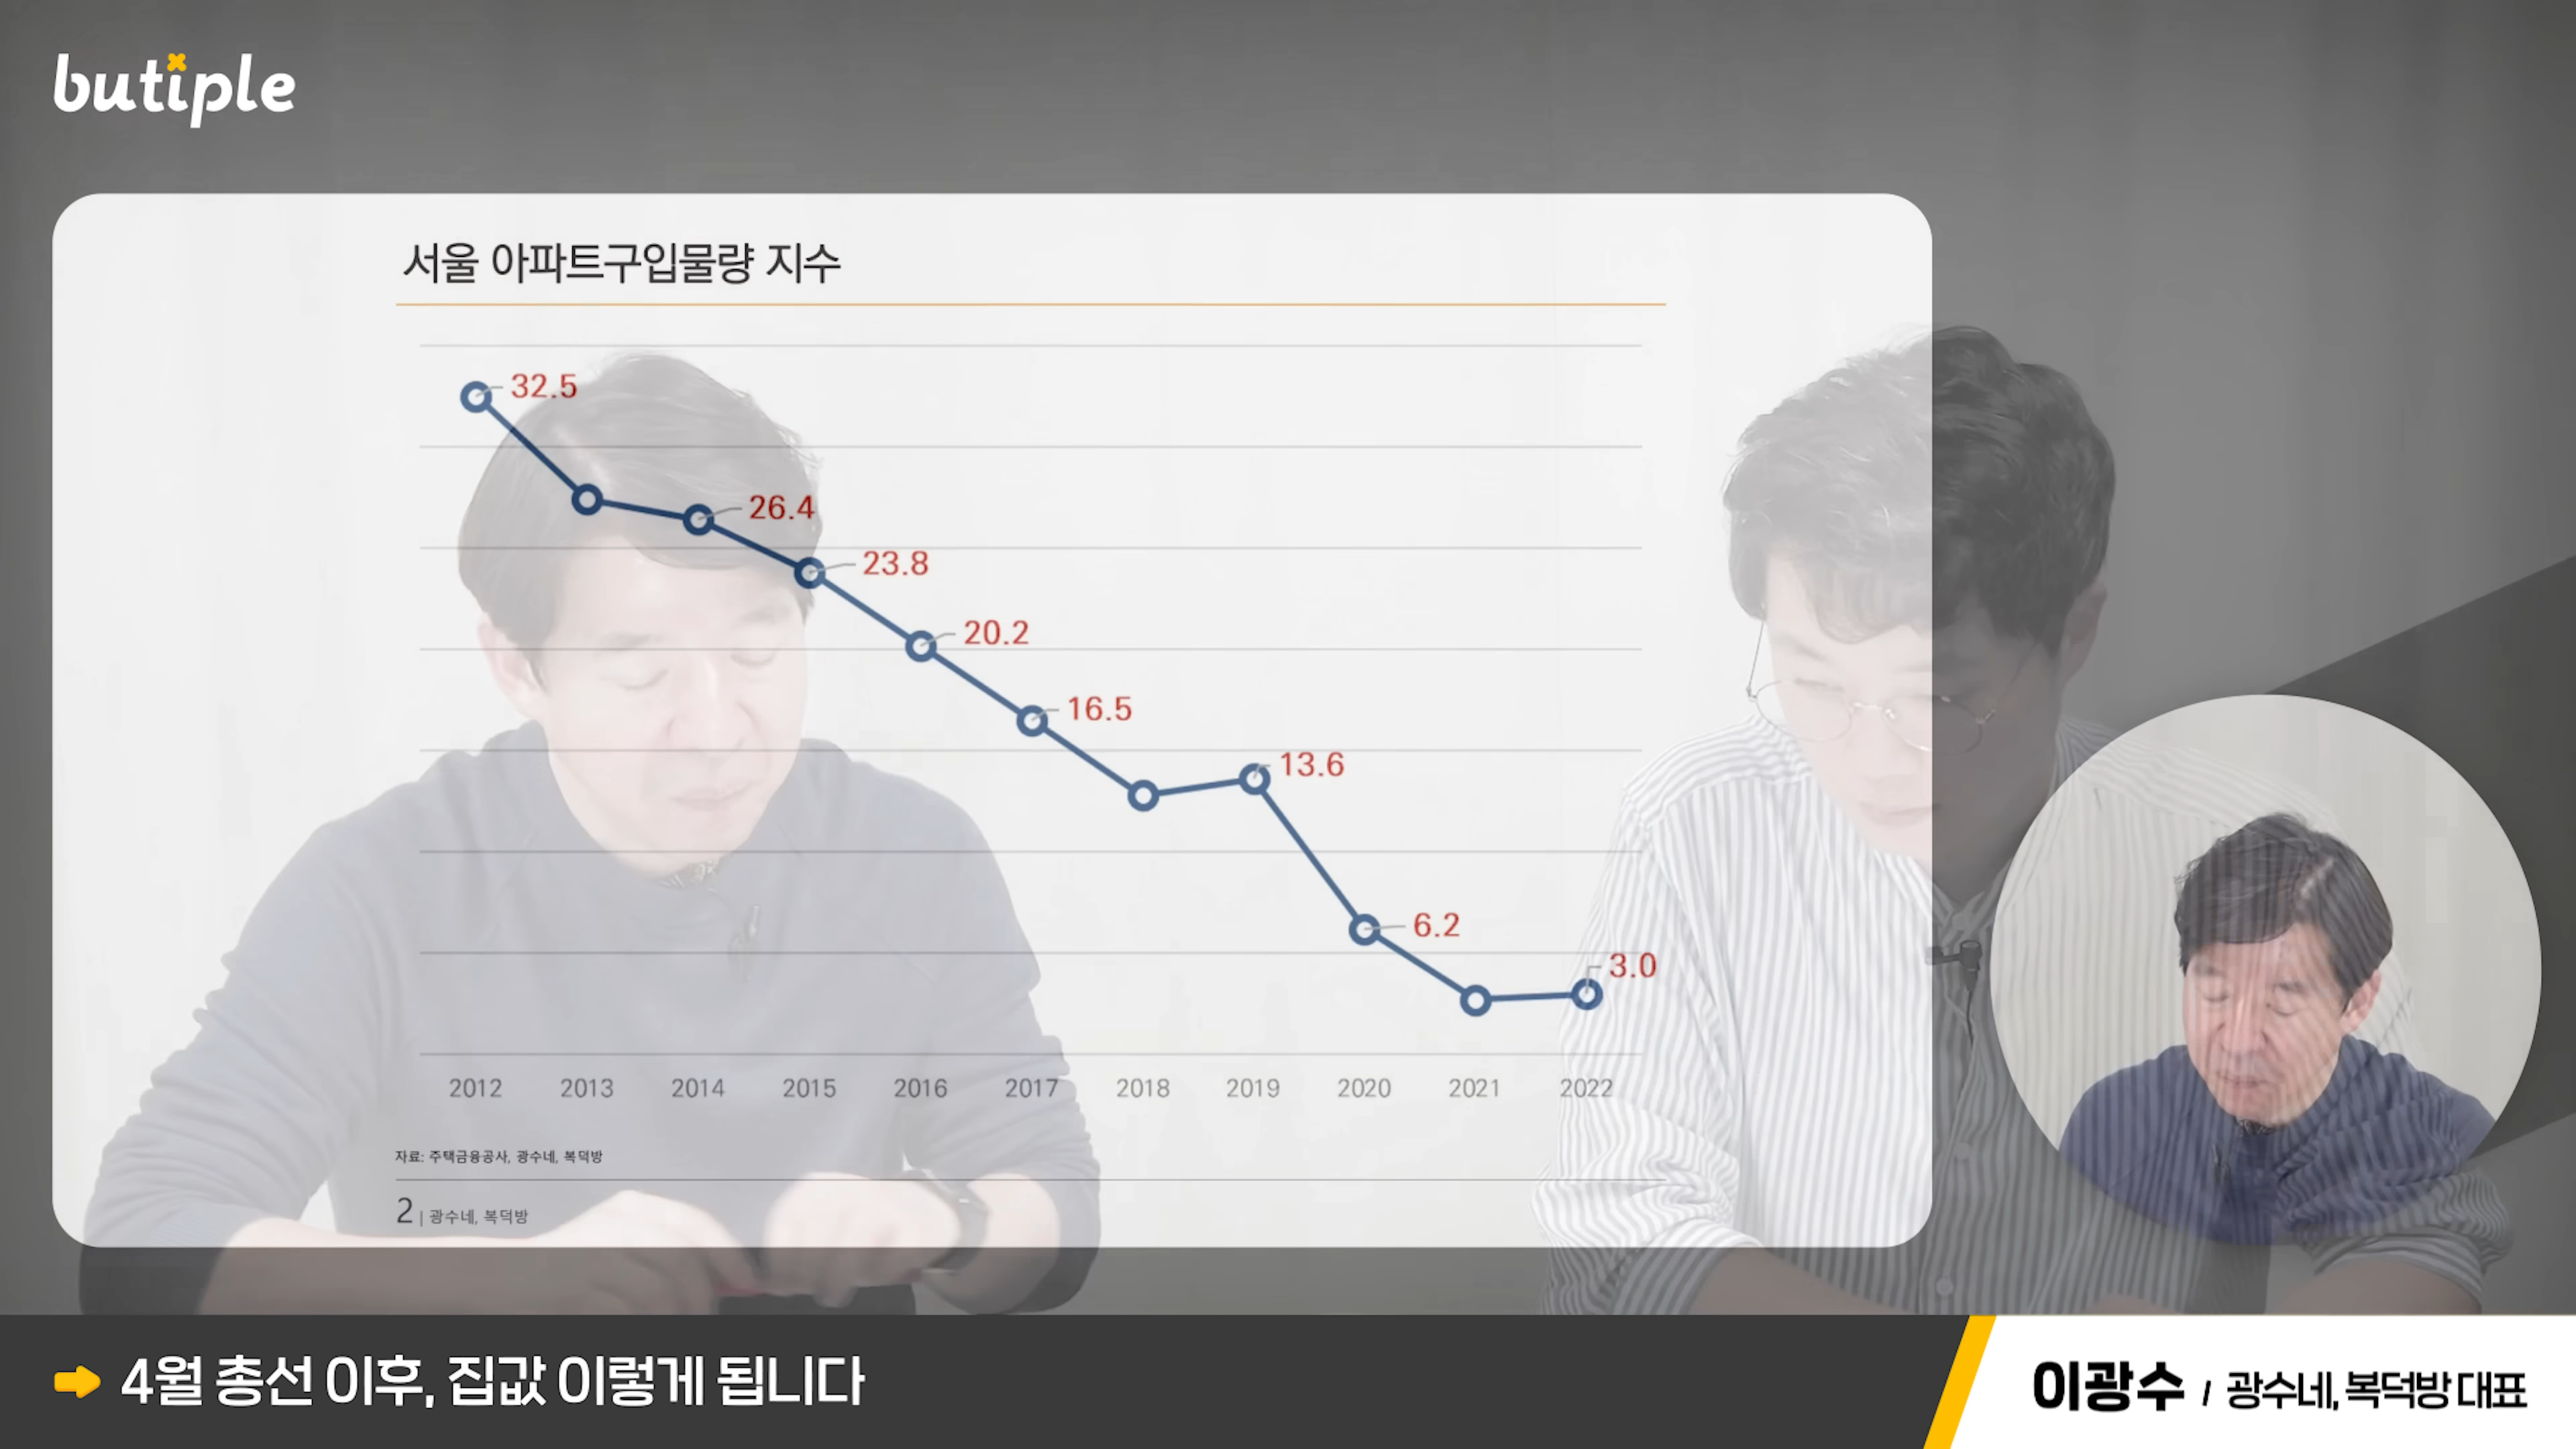 butiple
서울 아파트구입물량 지수
32.5
26.4
23.8
20.2
16.5
13.6
6.2
3.0
2012 2013 2014 2015 2016 2017 2018 2019 2020 2021 2022
자료: 주택금융공사, 광수네, 복덕방
2 | 광수네, 복덕방
4월 총선 이후, 집값 이렇게 됩니다
이광수 / 광수네, 복덕방 대표